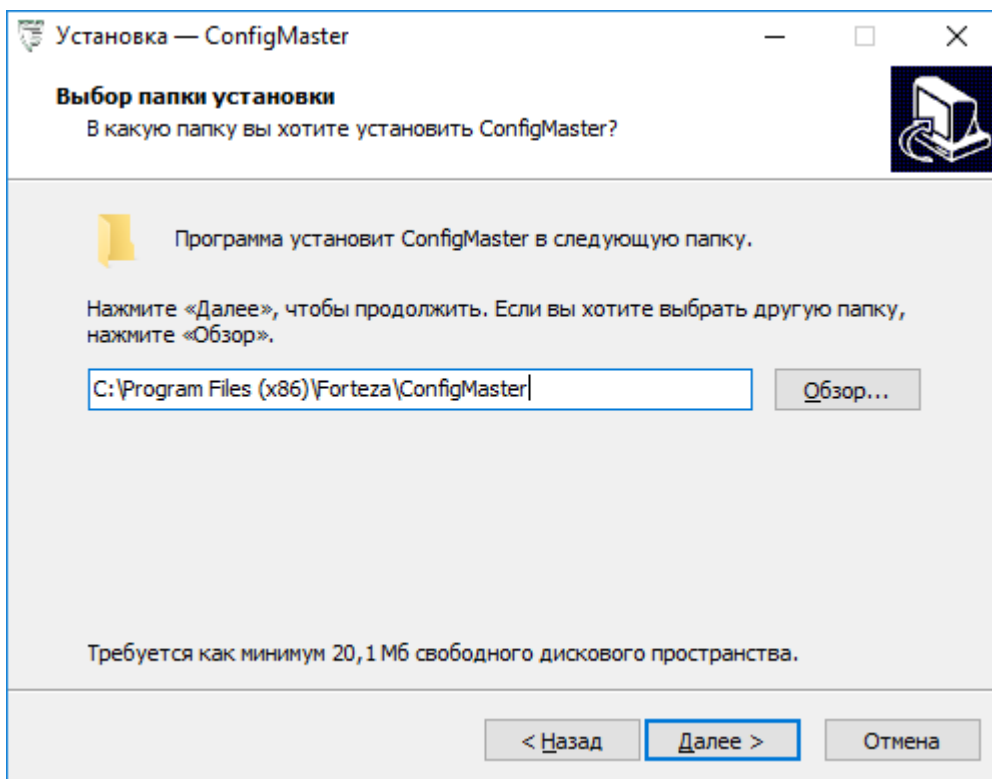 Установка — ConfigMaster
Выбор папки установки
В какую папку вы хотите установить ConfigMaster?
Программа установит ConfigMaster в следующую папку.
Нажмите «Далее», чтобы продолжить. Если вы хотите выбрать другую папку,
нажмите «Обзор».
C:\Program Files (x86)\Forteza\ConfigMaster
Обзор...
Требуется как минимум 20,1 Мб свободного дискового пространства.
< Назад
Далее >
Отмена